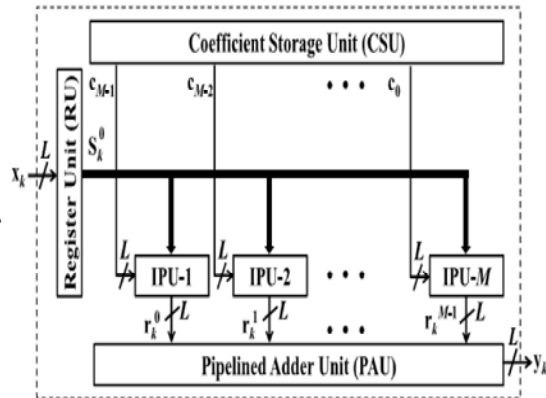 Coefficient Storage Unit (CSU)
c_{M-1} c_{M-2} • • • c_0
Register Unit (RU)
S_k^0
x_k L
L IPU-1 L IPU-2 • • • L IPU-M
r_k^0 L r_k^1 L • • • r_k^{M-1} L
Pipelined Adder Unit (PAU) L y_k